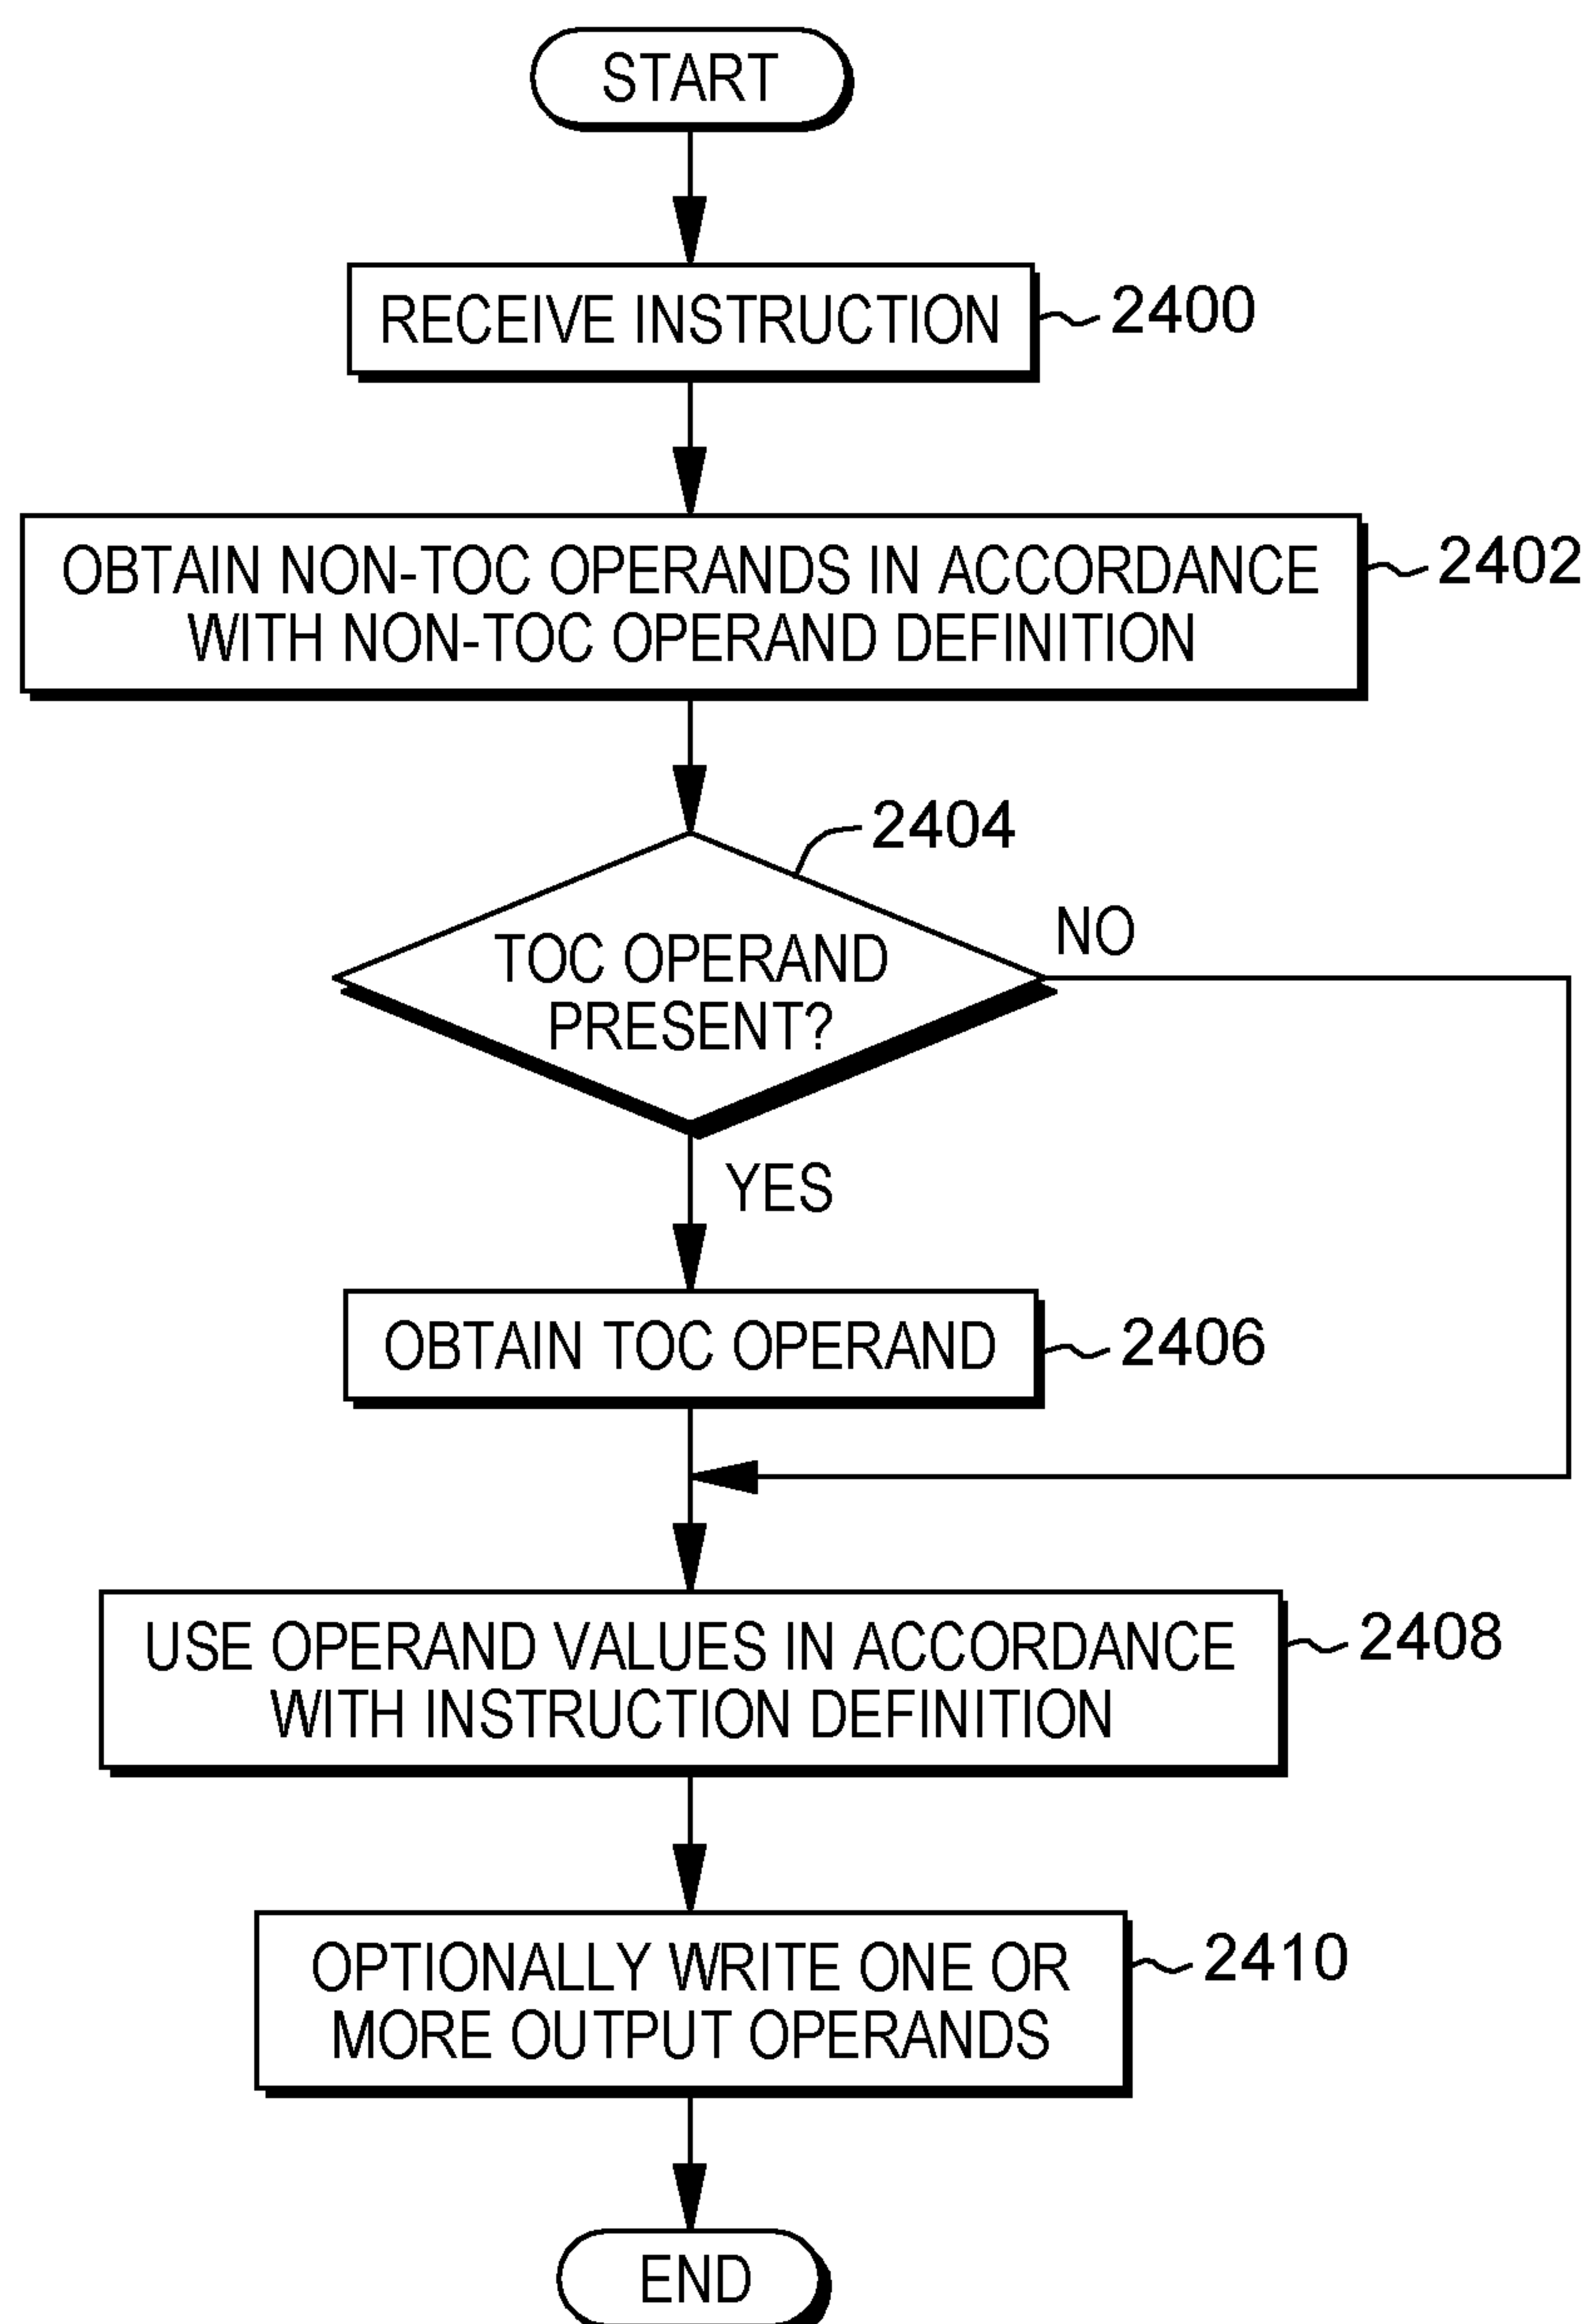 START
RECEIVE INSTRUCTION
2400
OBTAIN NON-TOC OPERANDS IN ACCORDANCE
WITH NON-TOC OPERAND DEFINITION
2402
2404
TOC OPERAND
PRESENT?
NO
YES
OBTAIN TOC OPERAND
2406
USE OPERAND VALUES IN ACCORDANCE
WITH INSTRUCTION DEFINITION
2408
OPTIONALLY WRITE ONE OR
MORE OUTPUT OPERANDS
2410
END